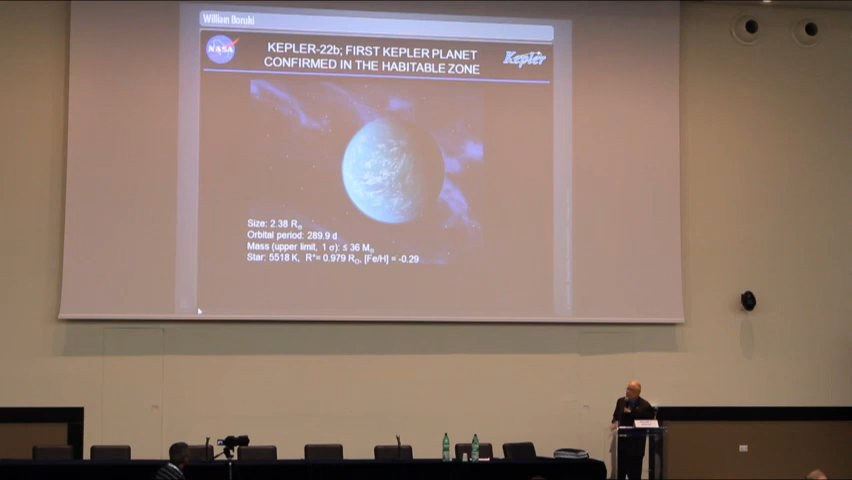 William Boruki
NASA
KEPLER-22b; FIRST KEPLER PLANET
CONFIRMED IN THE HABITABLE ZONE
Kepler
Size: 2.38 R⊕
Orbital period: 289.9 d
Mass (upper limit, 1 σ): ≤ 36 M⊕
Star: 5518 K, R*= 0.979 R⊙, [Fe/H] = -0.29